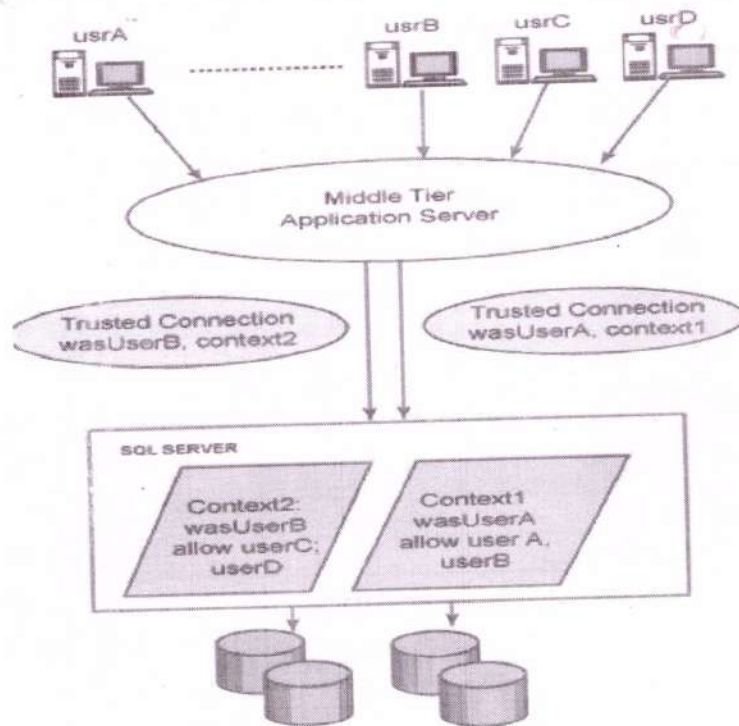 usrA
usrB
usrC
usrD
Middle Tier
Application Server
Trusted Connection
wasUserB, context2
Trusted Connection
wasUserA, context1
SQL SERVER
Context2:
wasUserB
allow userC;
userD
Context1
wasUserA
allow user A,
userB